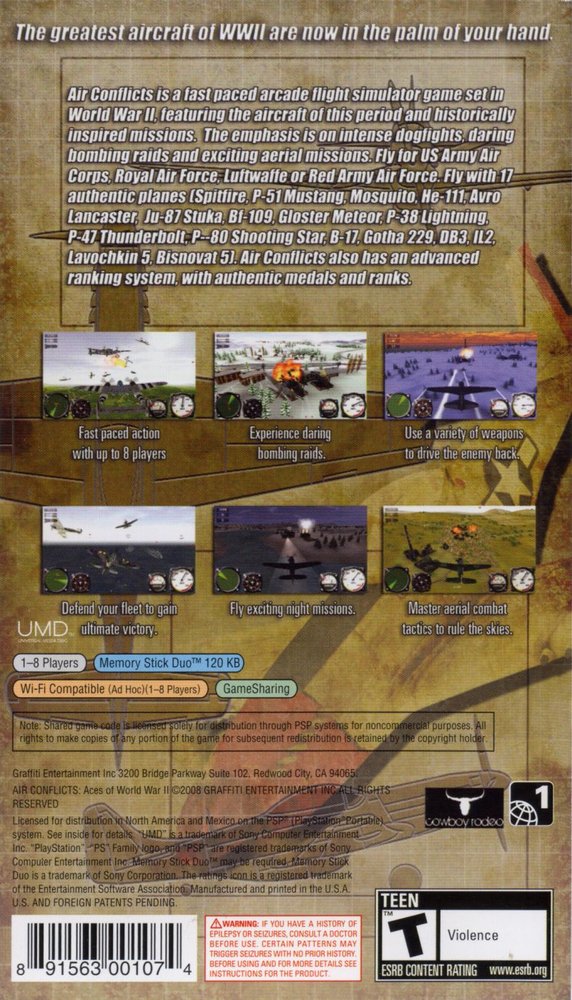 The greatest aircraft of WWII are now in the palm of your hand.
Air Conflicts is a fast paced arcade flight simulator game set in
World War II, featuring the aircraft of this period and historically
inspired missions. The emphasis is on intense dogfights, daring
bombing raids and exciting aerial missions. Fly for US Army Air
Corps, Royal Air Force, Luftwaffe or Red Army Air Force. Fly with 17
authentic planes (Spitfire, P-51 Mustang, Mosquito, He-111, Avro
Lancaster, Ju-87 Stuka, Bf-109, Gloster Meteor, P-38 Lightning,
P-47 Thunderbolt, P--80 Shooting Star, B-17, Gotha 229, DB3, IL2,
Lavochkin 5, Bisnovat 5). Air Conflicts also has an advanced
ranking system, with authentic medals and ranks.
Fast paced action
with up to 8 players
Experience daring
bombing raids.
Use a variety of weapons
to drive the enemy back.
Defend your fleet to gain
ultimate victory.
Fly exciting night missions.
Master aerial combat
tactics to rule the skies.
UMD
UNIVERSAL MEDIA DISC
1-8 Players
Memory Stick Duo™ 120 KB
Wi-Fi Compatible (Ad Hoc)(1-8 Players)
GameSharing
Note: Shared game code is licensed solely for distribution through PSP systems for noncommercial purposes. All
rights to make copies of any portion of the game for subsequent redistribution is retained by the copyright holder.
Graffiti Entertainment Inc 3200 Bridge Parkway Suite 102, Redwood City, CA 94065.
AIR CONFLICTS: Aces of World War II ©2008 GRAFFITI ENTERTAINMENT INC ALL RIGHTS
RESERVED
Licensed for distribution in North America and Mexico on the PSP® (PlayStation®Portable)
system. See inside for details. "UMD" is a trademark of Sony Computer Entertainment
Inc. "PlayStation", "PS" Family logo, and "PSP" are registered trademarks of Sony
Computer Entertainment Inc. Memory Stick Duo™ may be required. Memory Stick
Duo is a trademark of Sony Corporation. The ratings icon is a registered trademark
of the Entertainment Software Association. Manufactured and printed in the U.S.A.
U.S. AND FOREIGN PATENTS PENDING.
cowboy rodeo
1
8 91563 00107 4
WARNING: IF YOU HAVE A HISTORY OF
EPILEPSY OR SEIZURES, CONSULT A DOCTOR
BEFORE USE. CERTAIN PATTERNS MAY
TRIGGER SEIZURES WITH NO PRIOR HISTORY.
BEFORE USING AND FOR MORE DETAILS SEE
INSTRUCTIONS FOR THE PRODUCT.
TEEN
T™
Violence
ESRB CONTENT RATING www.esrb.org